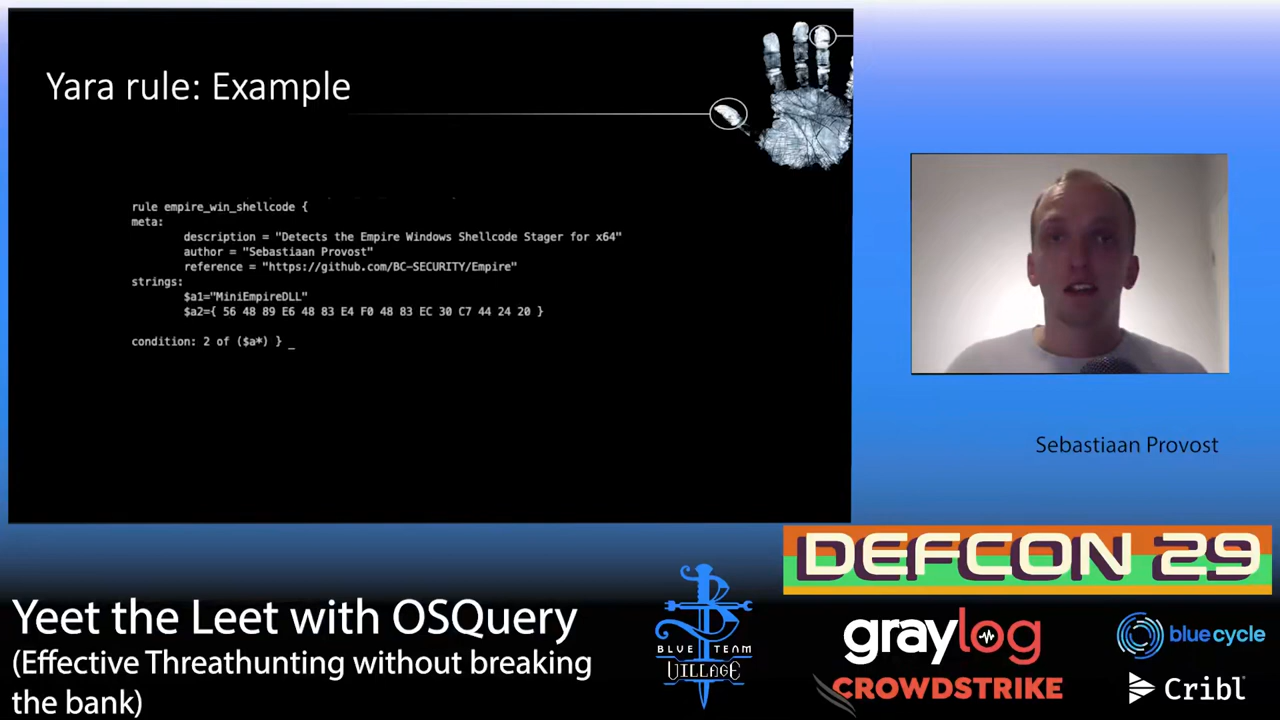 Yara rule: Example
rule empire_win_shellcode {
meta:
description = "Detects the Empire Windows Shellcode Stager for x64"
author = "Sebastiaan Provost"
reference = "https://github.com/BC-SECURITY/Empire"
strings:
$a1="MiniEmpireDLL"
$a2={ 56 48 89 E6 48 83 E4 F0 48 83 EC 30 C7 44 24 20 }
condition: 2 of ($a*) } _
Sebastiaan Provost
Yeet the Leet with OSQuery
(Effective Threathunting without breaking
the bank)
BLUE TEAM
VILLAGE
DEFCON 29
graylog
blue cycle
CROWDSTRIKE
Cribl